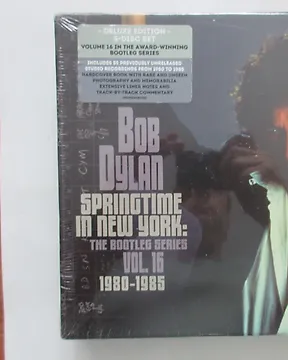 - DELUXE EDITION -
5-DISC SET
VOLUME 16 IN THE AWARD-WINNING
BOOTLEG SERIES
INCLUDES 54 PREVIOUSLY UNRELEASED
STUDIO RECORDINGS FROM 1980 TO 1985
HARDCOVER BOOK WITH RARE AND UNSEEN
PHOTOGRAPHY AND MEMORABILIA
EXTENSIVE LINER NOTES AND
TRACK-BY-TRACK COMMENTARY
BOB
DYLAN
SPRINGTIME
IN NEW YORK:
THE BOOTLEG SERIES
VOL. 16
1980-1985